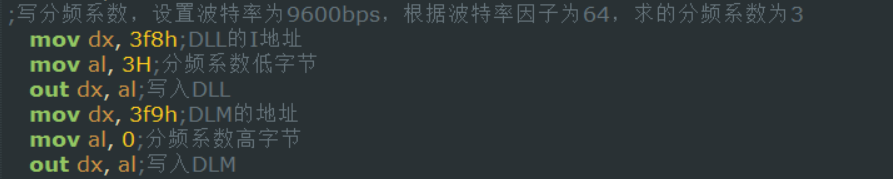 ;写分频系数，设置波特率为9600bps，根据波特率因子为64，求的分频系数为3
mov dx, 3f8h;DLL的I地址
mov al, 3H;分频系数低字节
out dx, al;写入DLL
mov dx, 3f9h;DLM的地址
mov al, 0;分频系数高字节
out dx, al;写入DLM